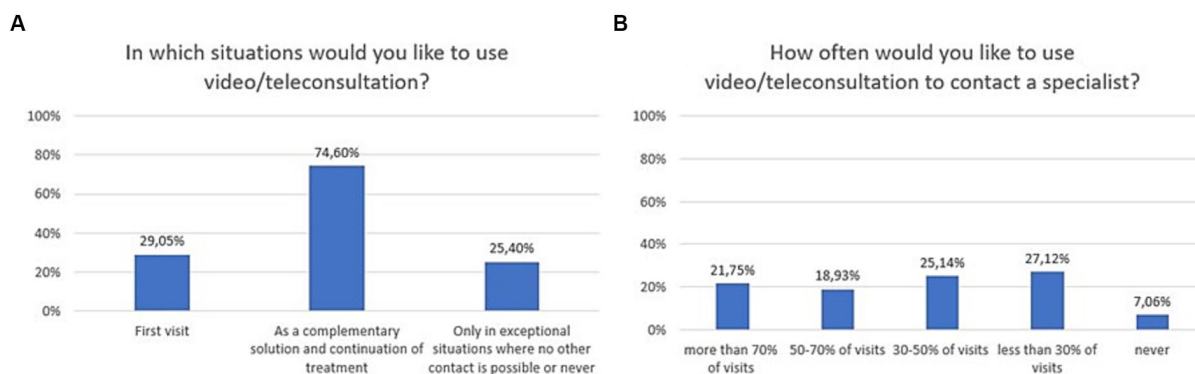 A
In which situations would you like to use
video/teleconsultation?
100%
80%
60%
40%
20%
0%
29,05%
74,60%
25,40%
First visit
As a complementary
solution and continuation of
treatment
Only in exceptional
situations where no other
contact is possible or never
B
How often would you like to use
video/teleconsultation to contact a specialist?
100%
80%
60%
40%
20%
0%
21,75%
18,93%
25,14%
27,12%
7,06%
more than 70%
of visits
50-70% of visits
30-50% of visits
less than 30% of
visits
never